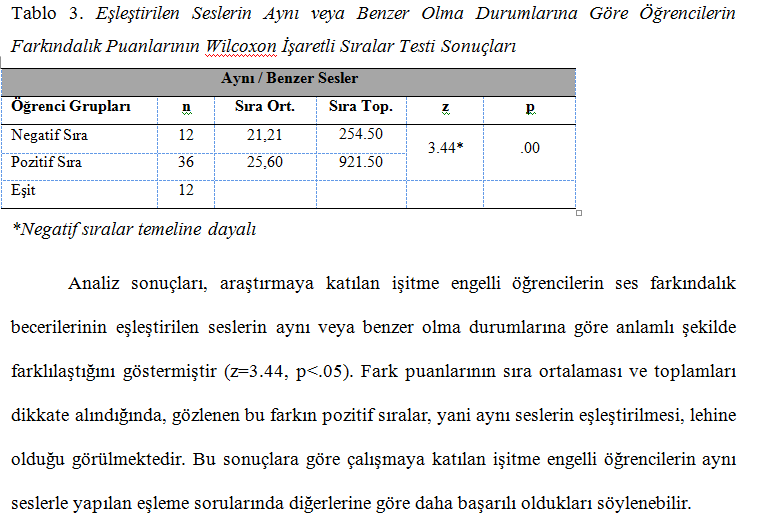 Tablo 3. Eşleştirilen Seslerin Aynı veya Benzer Olma Durumlarına Göre Öğrencilerin
Farkındalık Puanlarının Wilcoxon İşaretli Sıralar Testi Sonuçları
Aynı / Benzer Sesler
Öğrenci Grupları n Sıra Ort. Sıra Top. z p
Negatif Sıra 12 21,21 254.50
3.44* .00
Pozitif Sıra 36 25,60 921.50
Eşit 12
*Negatif sıralar temeline dayalı
Analiz sonuçları, araştırmaya katılan işitme engelli öğrencilerin ses farkındalık
becerilerinin eşleştirilen seslerin aynı veya benzer olma durumlarına göre anlamlı şekilde
farklılaştığını göstermiştir (z=3.44, p<.05). Fark puanlarının sıra ortalaması ve toplamları
dikkate alındığında, gözlenen bu farkın pozitif sıralar, yani aynı seslerin eşleştirilmesi, lehine
olduğu görülmektedir. Bu sonuçlara göre çalışmaya katılan işitme engelli öğrencilerin aynı
seslerle yapılan eşleme sorularında diğerlerine göre daha başarılı oldukları söylenebilir.